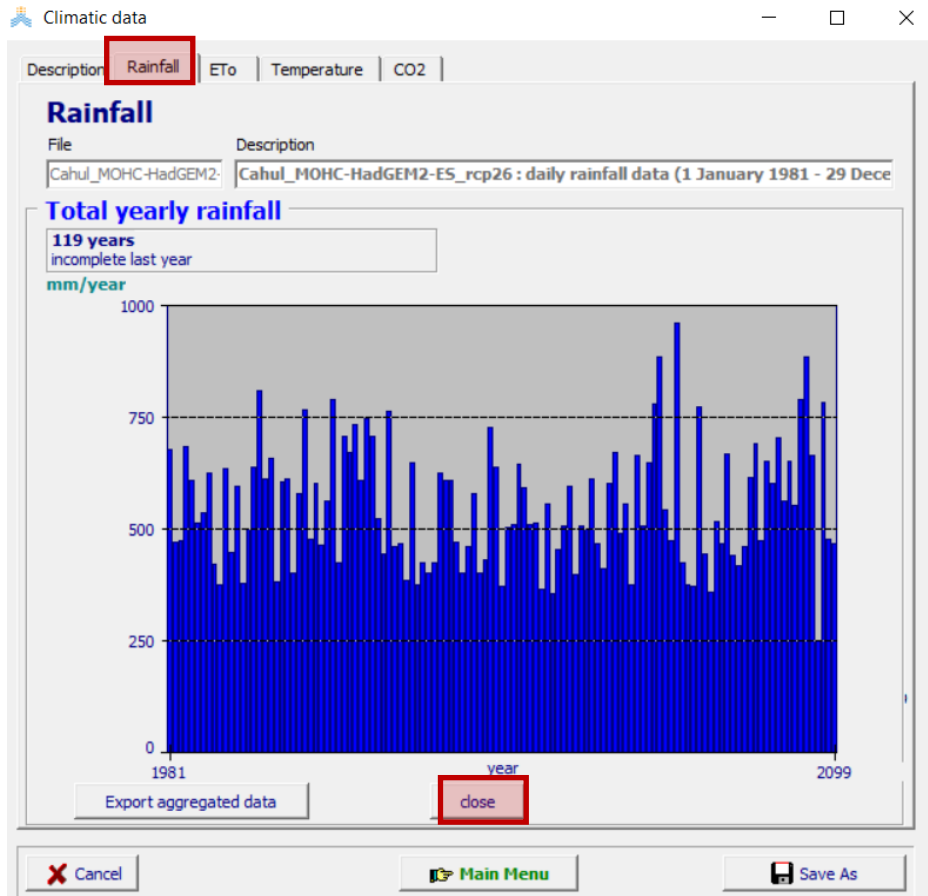 Climatic data
Description Rainfall ETo Temperature CO2
Rainfall
File Description
Cahul_MOHC-HadGEM2- Cahul_MOHC-HadGEM2-ES_rcp26 : daily rainfall data (1 January 1981 - 29 Dece
Total yearly rainfall
119 years
incomplete last year
mm/year
1000
750
500
250
0
1981 year 2099
Export aggregated data close
Cancel Main Menu Save As